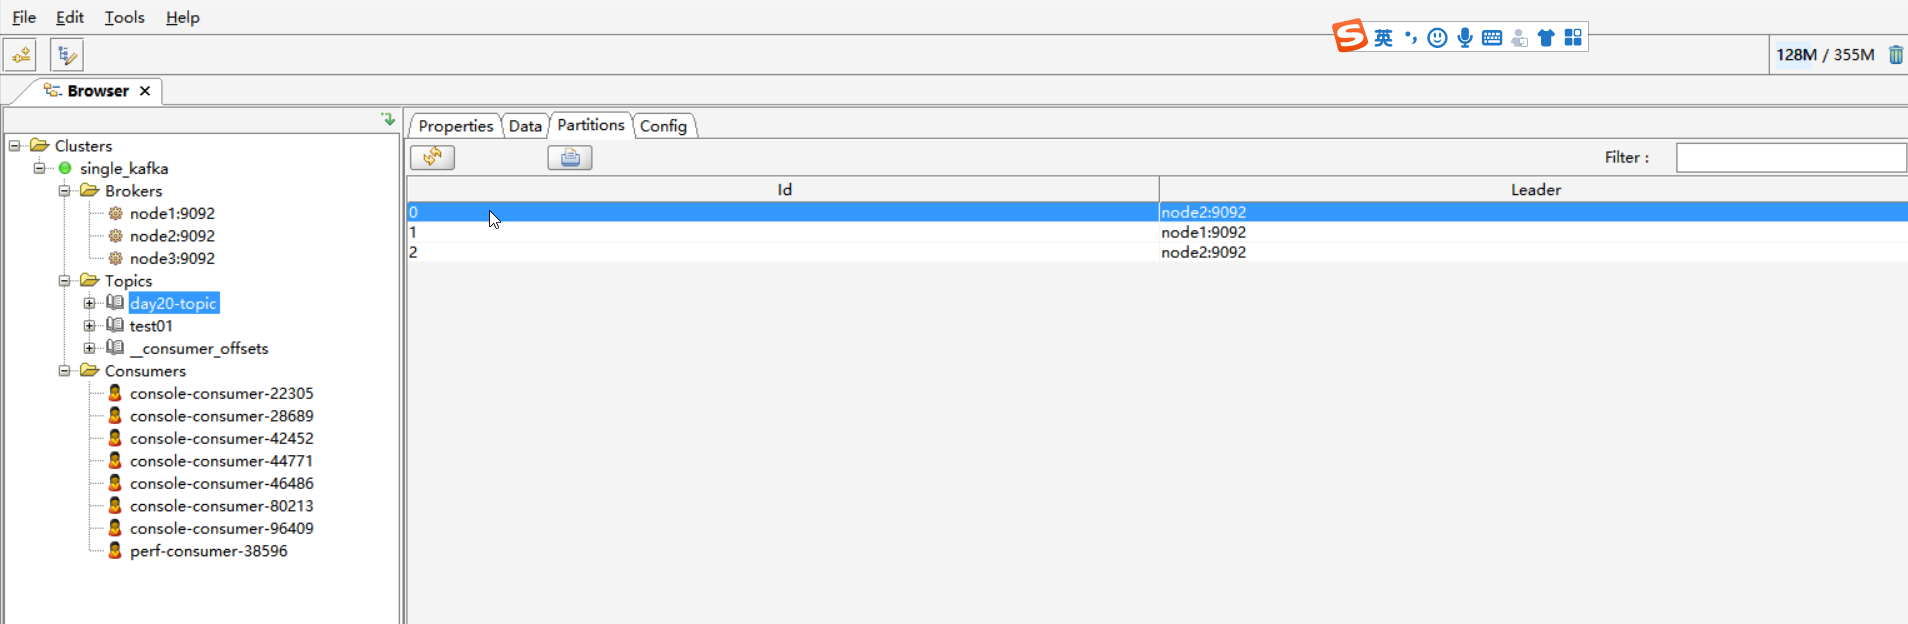 File Edit Tools Help
S 英
128M / 355M
Browser
Clusters
single_kafka
Brokers
node1:9092
node2:9092
node3:9092
Topics
day20-topic
test01
__consumer_offsets
Consumers
console-consumer-22305
console-consumer-28689
console-consumer-42452
console-consumer-44771
console-consumer-46486
console-consumer-80213
console-consumer-96409
perf-consumer-38596
Properties Data Partitions Config
Filter :
Id Leader
0 node2:9092
1 node1:9092
2 node2:9092